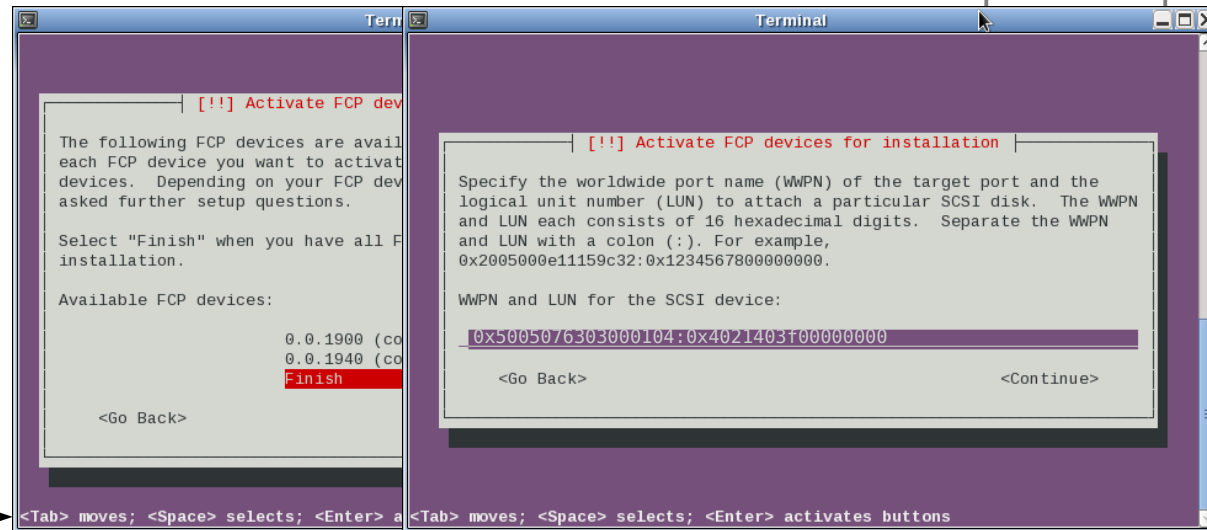 Term
[!!] Activate FCP dev
The following FCP devices are avail
each FCP device you want to activat
devices.  Depending on your FCP dev
asked further setup questions.
Select "Finish" when you have all F
installation.
Available FCP devices:
0.0.1900 (co
0.0.1940 (co
Finish
<Go Back>
<Tab> moves; <Space> selects; <Enter> a
Terminal
[!!] Activate FCP devices for installation
Specify the worldwide port name (WWPN) of the target port and the
logical unit number (LUN) to attach a particular SCSI disk.  The WWPN
and LUN each consists of 16 hexadecimal digits.  Separate the WWPN
and LUN with a colon (:). For example,
0x2005000e11159c32:0x1234567800000000.
WWPN and LUN for the SCSI device:
_0x5005076303000104:0x4021403f00000000
<Go Back>
<Continue>
<Tab> moves; <Space> selects; <Enter> activates buttons